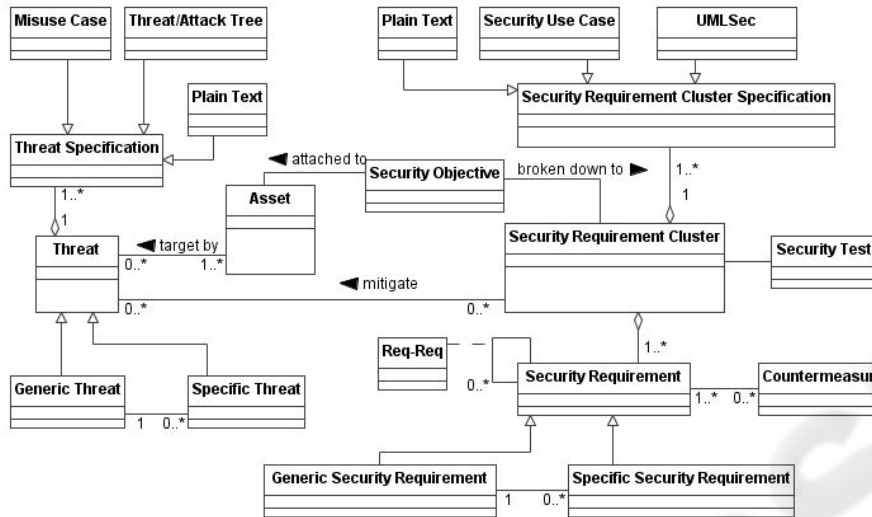 Misuse Case
Threat/Attack Tree
Plain Text
Security Use Case
UMLSec
Plain Text
Security Requirement Cluster Specification
Threat Specification
attached to
Security Objective
broken down to
1..*
1..*
1
1
Asset
Threat
target by
0..*
1..*
Security Requirement Cluster
Security Test
mitigate
0..*
0..*
Req-Req
0..*
1..*
Security Requirement
1..*
0..*
Countermeasur
Generic Threat
Specific Threat
1
0..*
Generic Security Requirement
Specific Security Requirement
1
0..*